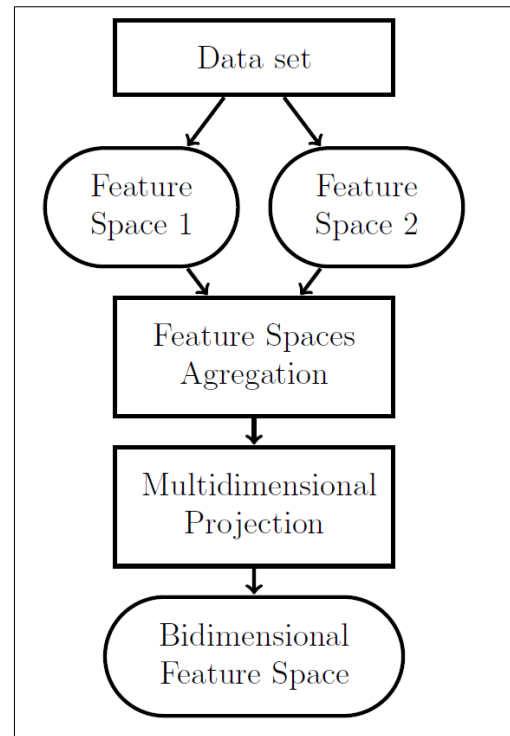 Data set
Feature
Space 1
Feature
Space 2
Feature Spaces
Agregation
Multidimensional
Projection
Bidimensional
Feature Space